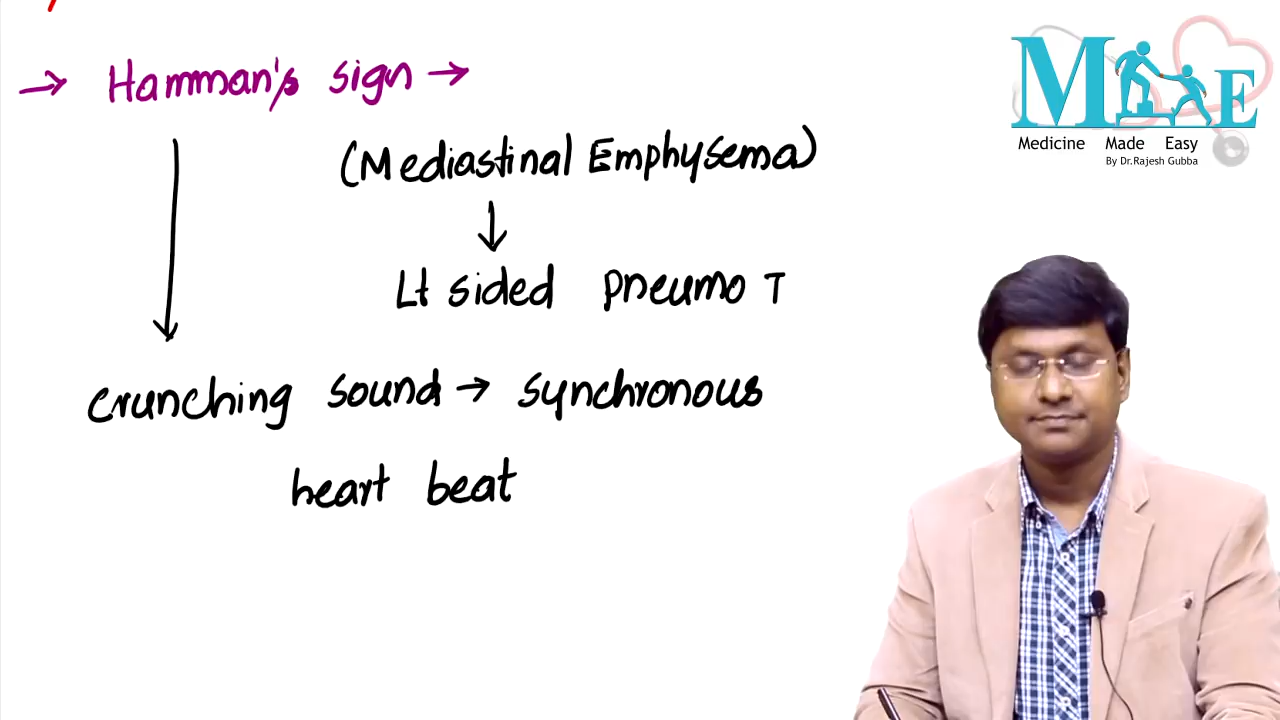 → Hamman's sign →
(Mediastinal Emphysema)
↓
Lt sided pneumo T
crunching sound → synchronous
heart beat
MME
Medicine Made Easy
By Dr.Rajesh Gubba